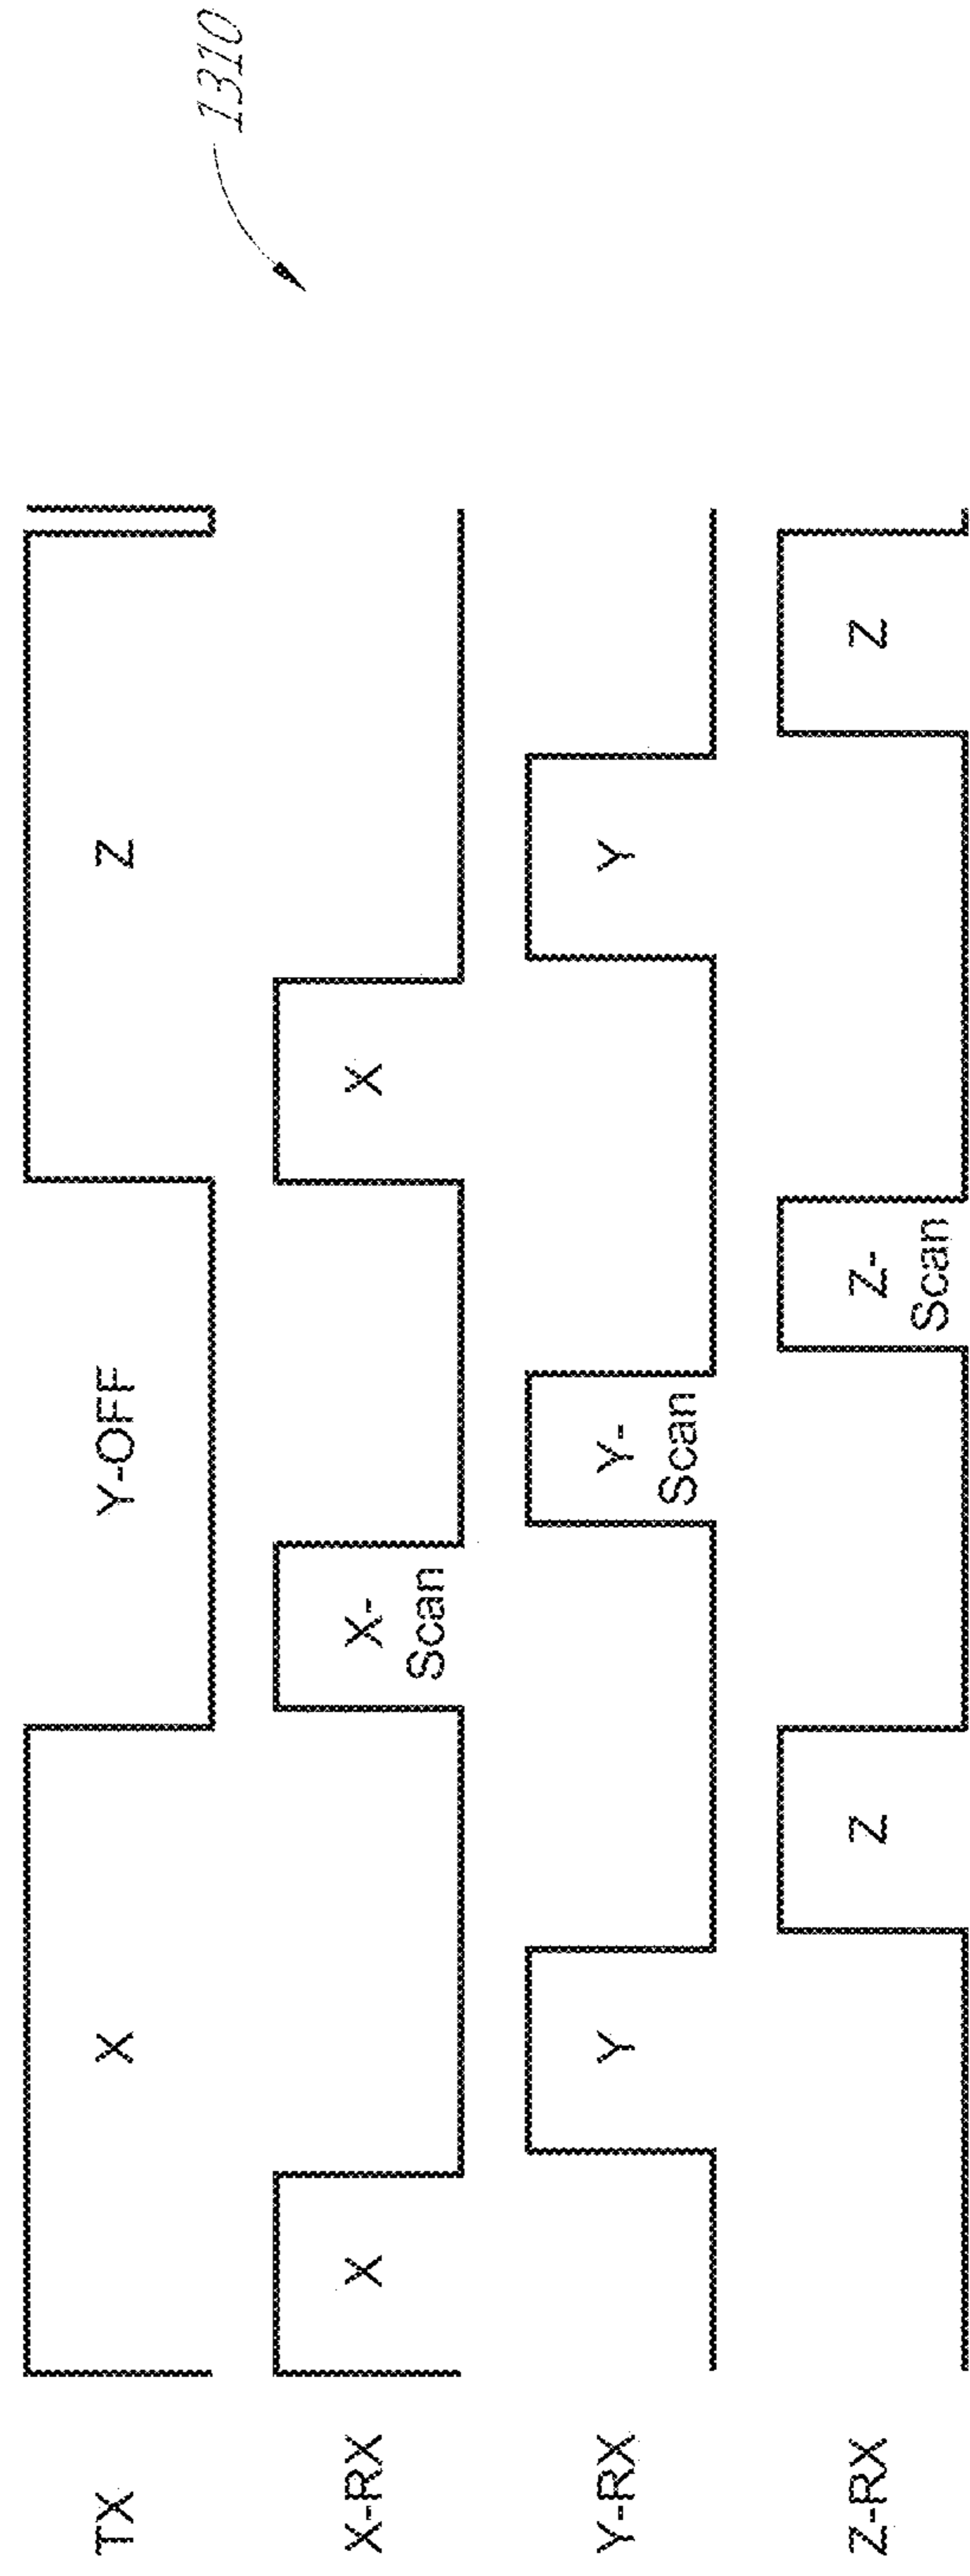 1310
TX
X
Y-OFF
Z
X-RX
X
X-
Scan
X
Y-RX
Y
Y-
Scan
Y
Z-RX
Z
Z-
Scan
Z